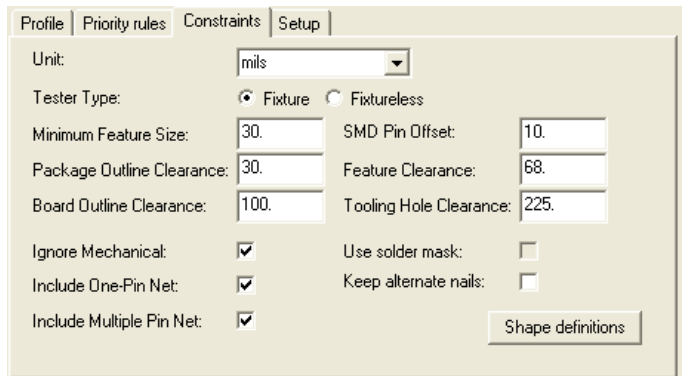 Profile Priority rules Constraints Setup
Unit: mils
Tester Type: Fixture Fixtureless
Minimum Feature Size: 30. SMD Pin Offset: 10.
Package Outline Clearance: 30. Feature Clearance: 68.
Board Outline Clearance: 100. Tooling Hole Clearance: 225.
Ignore Mechanical: Use solder mask:
Include One-Pin Net: Keep alternate nails:
Include Multiple Pin Net: Shape definitions